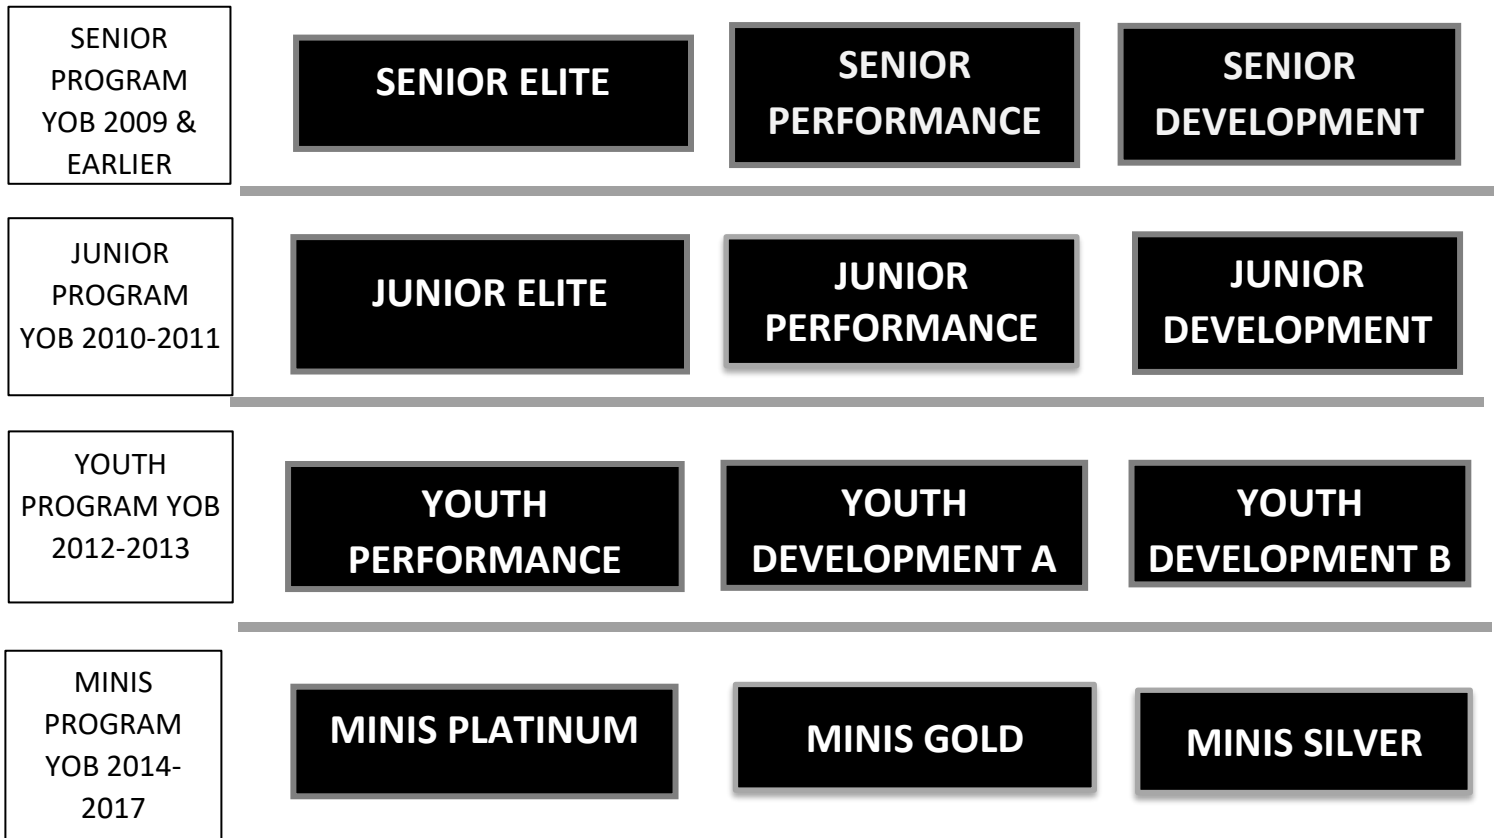 SENIOR
PROGRAM
YOB 2009 &
EARLIER
SENIOR ELITE
SENIOR
PERFORMANCE
SENIOR
DEVELOPMENT
JUNIOR
PROGRAM
YOB 2010-2011
JUNIOR ELITE
JUNIOR
PERFORMANCE
JUNIOR
DEVELOPMENT
YOUTH
PROGRAM YOB
2012-2013
YOUTH
PERFORMANCE
YOUTH
DEVELOPMENT A
YOUTH
DEVELOPMENT B
MINIS
PROGRAM
YOB 2014-
2017
MINIS PLATINUM
MINIS GOLD
MINIS SILVER